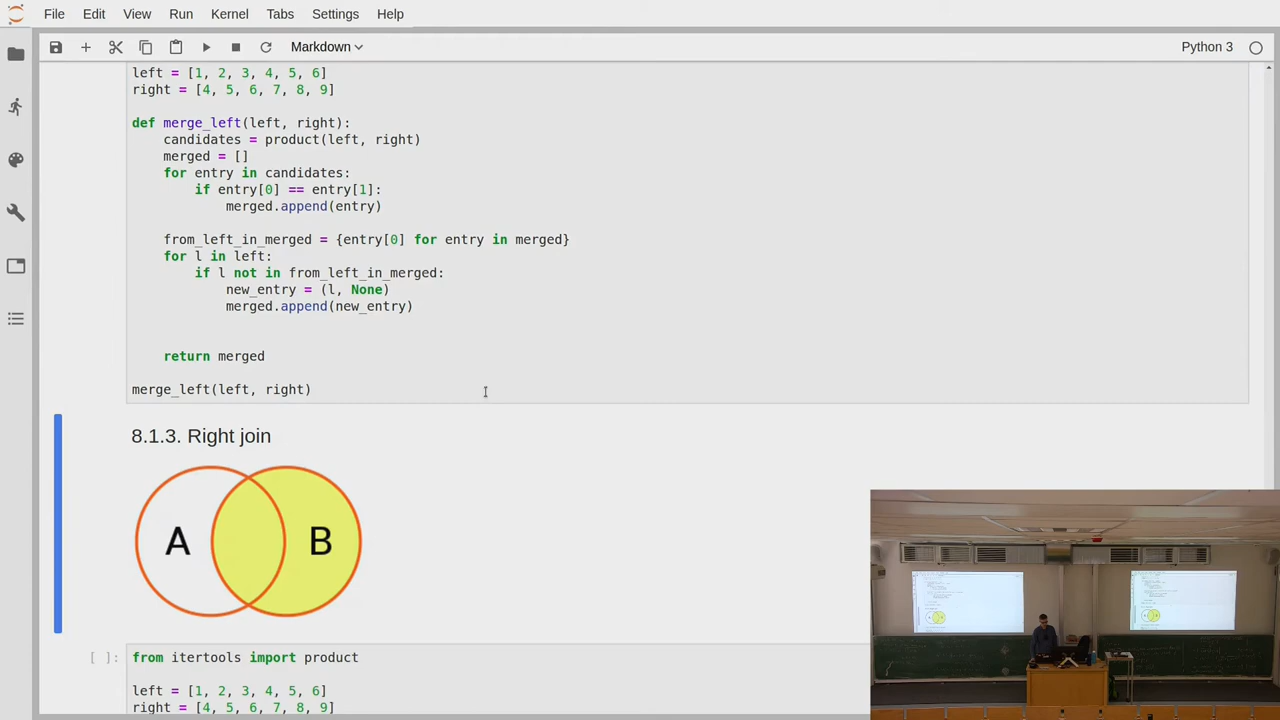 File Edit View Run Kernel Tabs Settings Help
Markdown Python 3
left = [1, 2, 3, 4, 5, 6]
right = [4, 5, 6, 7, 8, 9]
def merge_left(left, right):
candidates = product(left, right)
merged = []
for entry in candidates:
if entry[0] == entry[1]:
merged.append(entry)
from_left_in_merged = {entry[0] for entry in merged}
for l in left:
if l not in from_left_in_merged:
new_entry = (l, None)
merged.append(new_entry)
return merged
merge_left(left, right)
8.1.3. Right join
A B
[ ]: from itertools import product
left = [1, 2, 3, 4, 5, 6]
right = [4, 5, 6, 7, 8, 9]